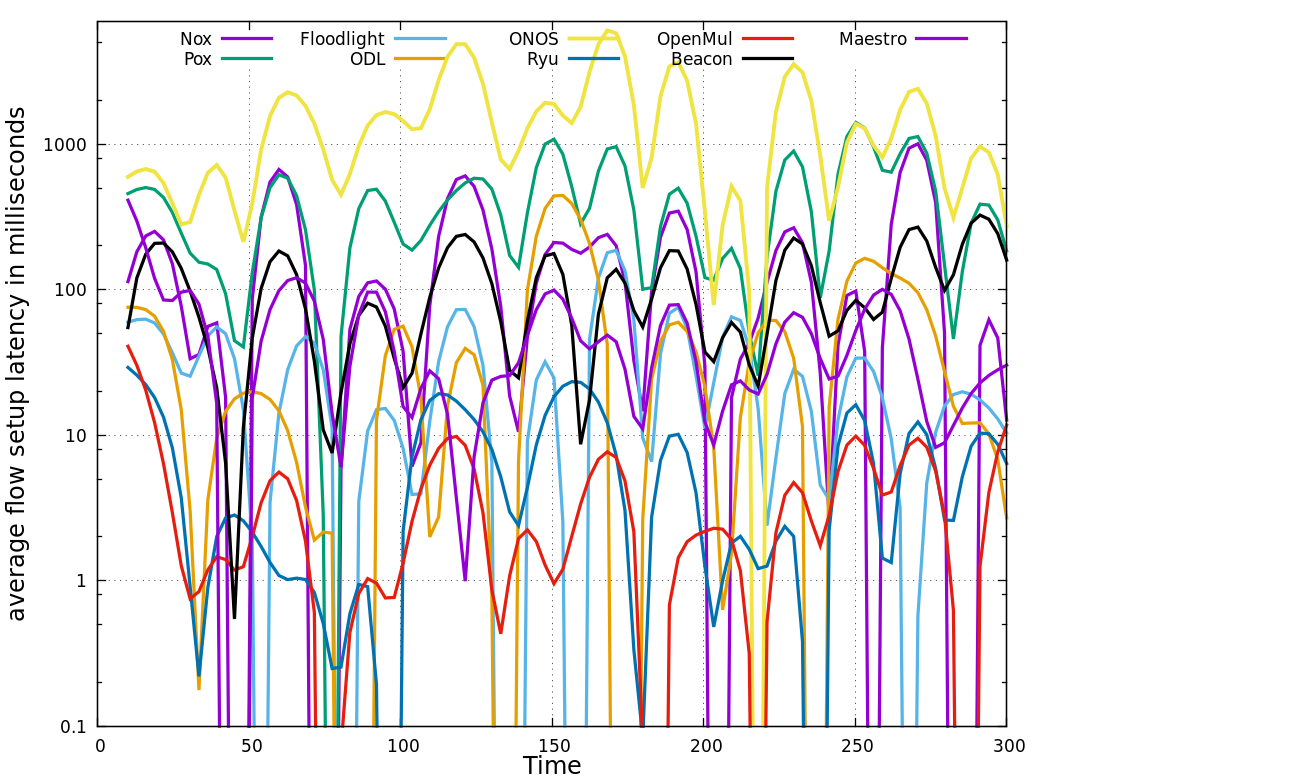 Nox Floodlight ONOS OpenMul Maestro
Pox ODL Ryu Beacon
average flow setup latency in milliseconds
1000
100
10
1
0.1
0 50 100 150 200 250 300
Time